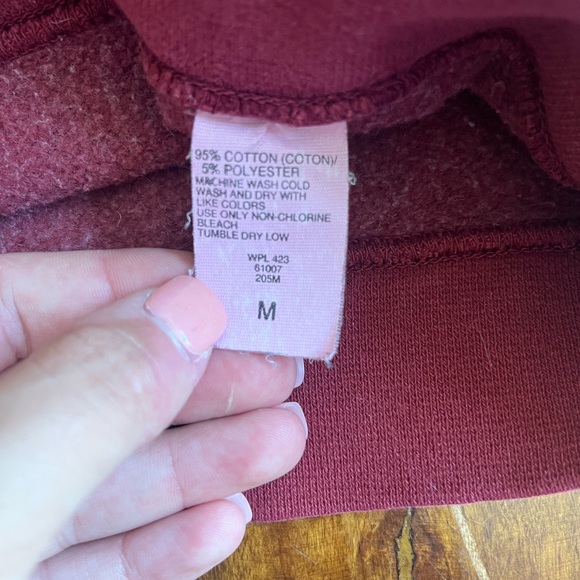 95% COTTON (COTON)/
5% POLYESTER
MACHINE WASH COLD
WASH AND DRY WITH
LIKE COLORS
USE ONLY NON-CHLORINE
BLEACH
TUMBLE DRY LOW
WPL 423
61007
205M
M